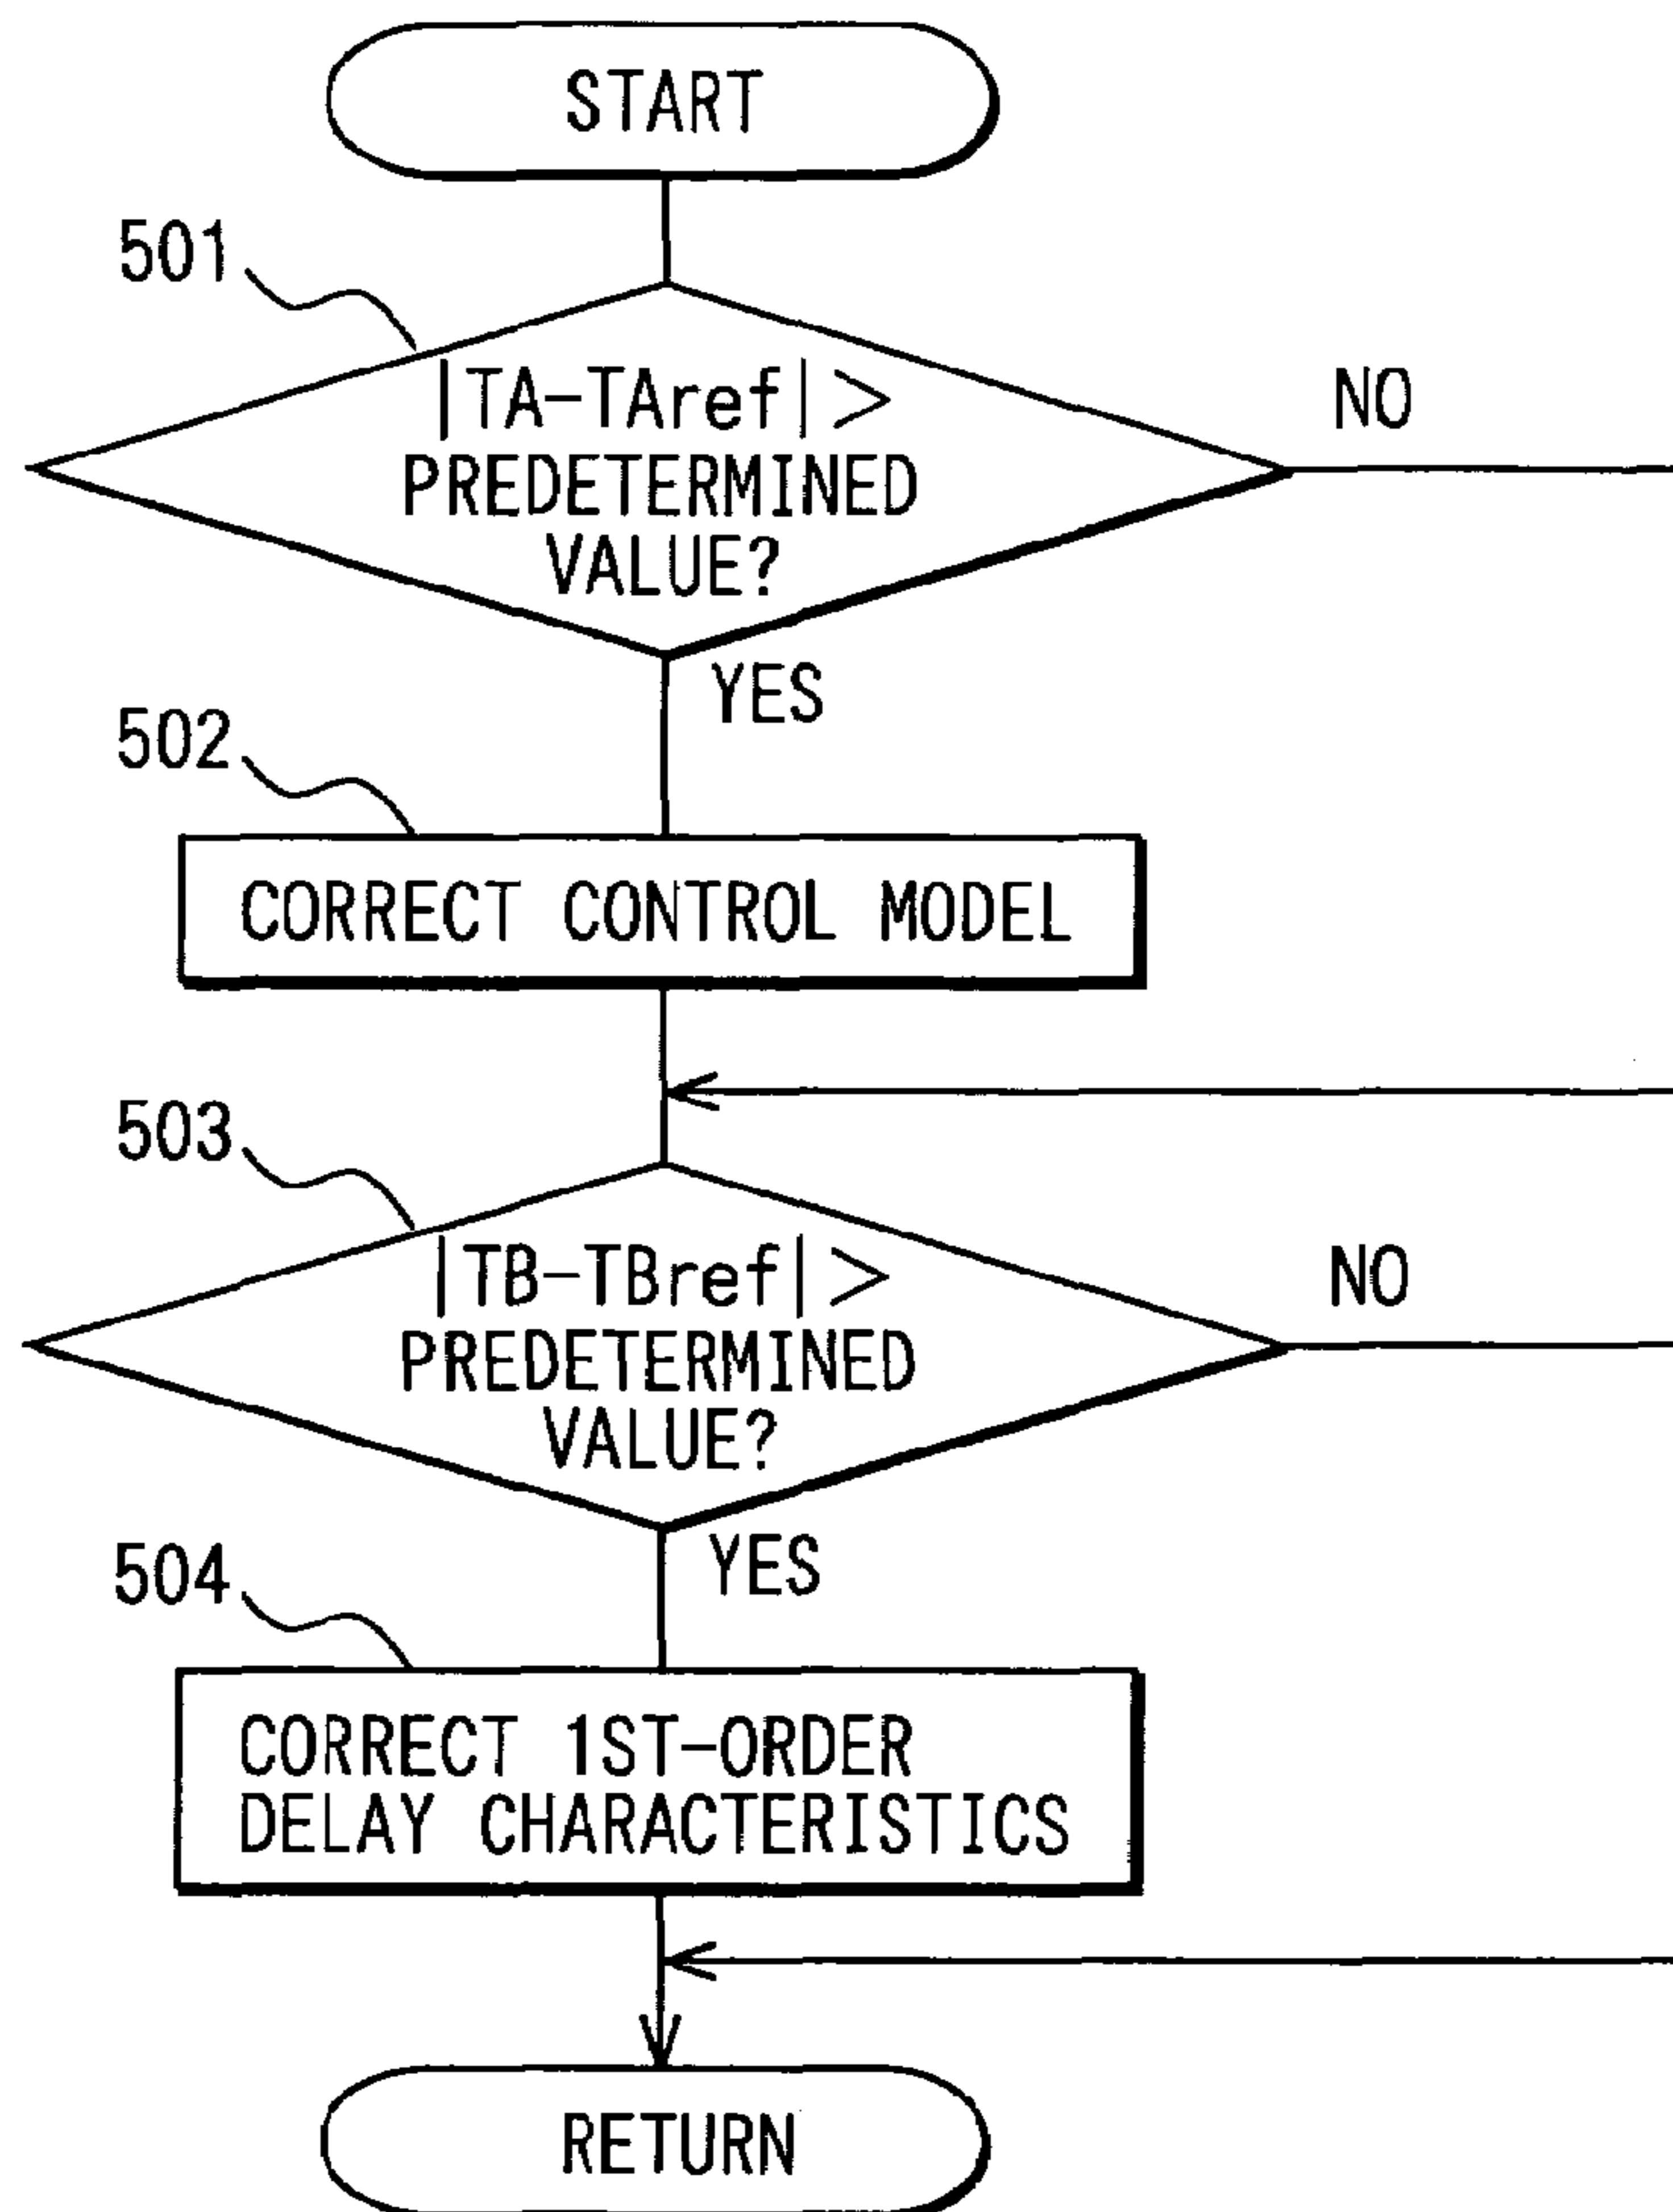 START
501
|TA-TAref|>
PREDETERMINED
VALUE?
NO
YES
502
CORRECT CONTROL MODEL
503
|TB-TBref|>
PREDETERMINED
VALUE?
NO
YES
504
CORRECT 1ST-ORDER
DELAY CHARACTERISTICS
RETURN